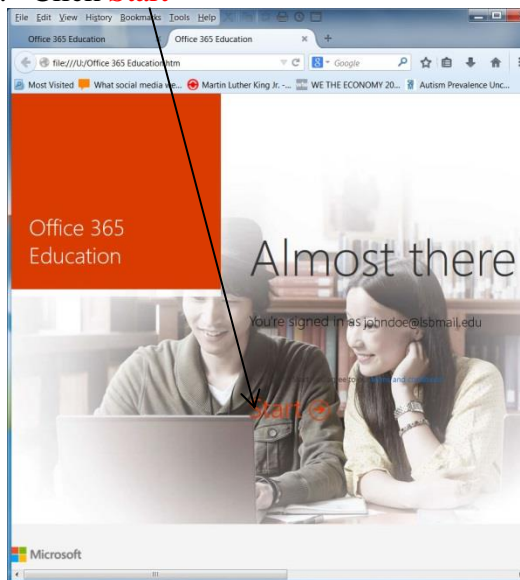 Start
File Edit View History Bookmarks Tools Help
Office 365 Education × Office 365 Education × +
file:///U:/Office 365 Education.htm Google
Most Visited What social media we... Martin Luther King Jr. -... WE THE ECONOMY 20... Autism Prevalence Unc...
Office 365
Education
Almost there
You're signed in as johndoe@lsbmail.edu
Start
Microsoft